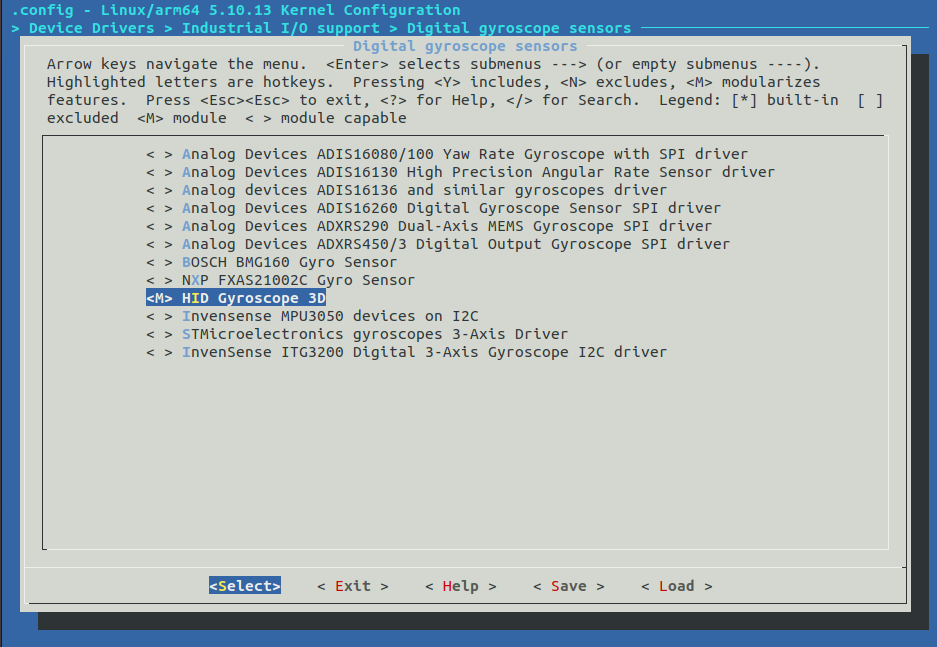 .config - Linux/arm64 5.10.13 Kernel Configuration
> Device Drivers > Industrial I/O support > Digital gyroscope sensors
Digital gyroscope sensors
Arrow keys navigate the menu.  <Enter> selects submenus ---> (or empty submenus ----).
Highlighted letters are hotkeys.  Pressing <Y> includes, <N> excludes, <M> modularizes
features.  Press <Esc><Esc> to exit, <?> for Help, </> for Search.  Legend: [*] built-in  [ ]
excluded  <M> module  < > module capable
< > Analog Devices ADIS16080/100 Yaw Rate Gyroscope with SPI driver
< > Analog Devices ADIS16130 High Precision Angular Rate Sensor driver
< > Analog devices ADIS16136 and similar gyroscopes driver
< > Analog Devices ADIS16260 Digital Gyroscope Sensor SPI driver
< > Analog Devices ADXRS290 Dual-Axis MEMS Gyroscope SPI driver
< > Analog Devices ADXRS450/3 Digital Output Gyroscope SPI driver
< > BOSCH BMG160 Gyro Sensor
< > NXP FXAS21002C Gyro Sensor
<M> HID Gyroscope 3D
< > Invensense MPU3050 devices on I2C
< > STMicroelectronics gyroscopes 3-Axis Driver
< > InvenSense ITG3200 Digital 3-Axis Gyroscope I2C driver
<Select>    < Exit >    < Help >    < Save >    < Load >